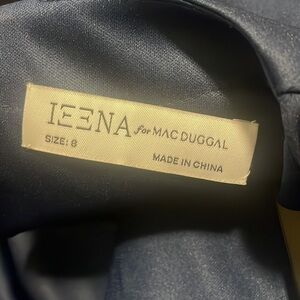 IEENA for MAC DUGGAL
SIZE: 8
MADE IN CHINA